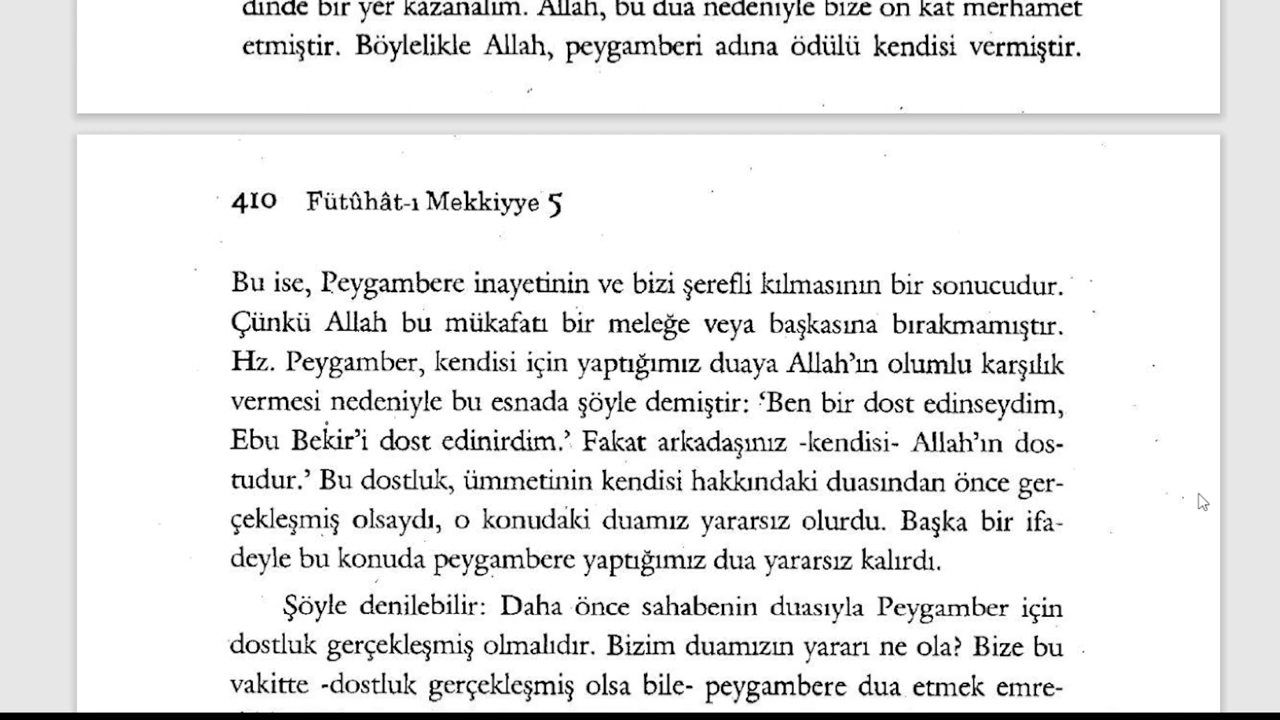 dinde bir yer kazanalım. Allah, bu dua nedeniyle bize on kat merhamet
etmiştir. Böylelikle Allah, peygamberi adına ödülü kendisi vermiştir.
410 Fütûhât-ı Mekkiyye 5
Bu ise, Peygambere inayetinin ve bizi şerefli kılmasının bir sonucudur.
Çünkü Allah bu mükafatı bir meleğe veya başkasına bırakmamıştır.
Hz. Peygamber, kendisi için yaptığımız duaya Allah'ın olumlu karşılık
vermesi nedeniyle bu esnada şöyle demiştir: 'Ben bir dost edinseydim,
Ebu Bekir'i dost edinirdim.' Fakat arkadaşınız -kendisi- Allah'ın dos-
tudur.' Bu dostluk, ümmetinin kendisi hakkındaki duasından önce ger-
çekleşmiş olsaydı, o konudaki duamız yararsız olurdu. Başka bir ifa-
deyle bu konuda peygambere yaptığımız dua yararsız kalırdı.
Şöyle denilebilir: Daha önce sahabenin duasıyla Peygamber için
dostluk gerçekleşmiş olmalıdır. Bizim duamızın yararı ne ola? Bize bu
vakitte -dostluk gerçekleşmiş olsa bile- peygambere dua etmek emre-